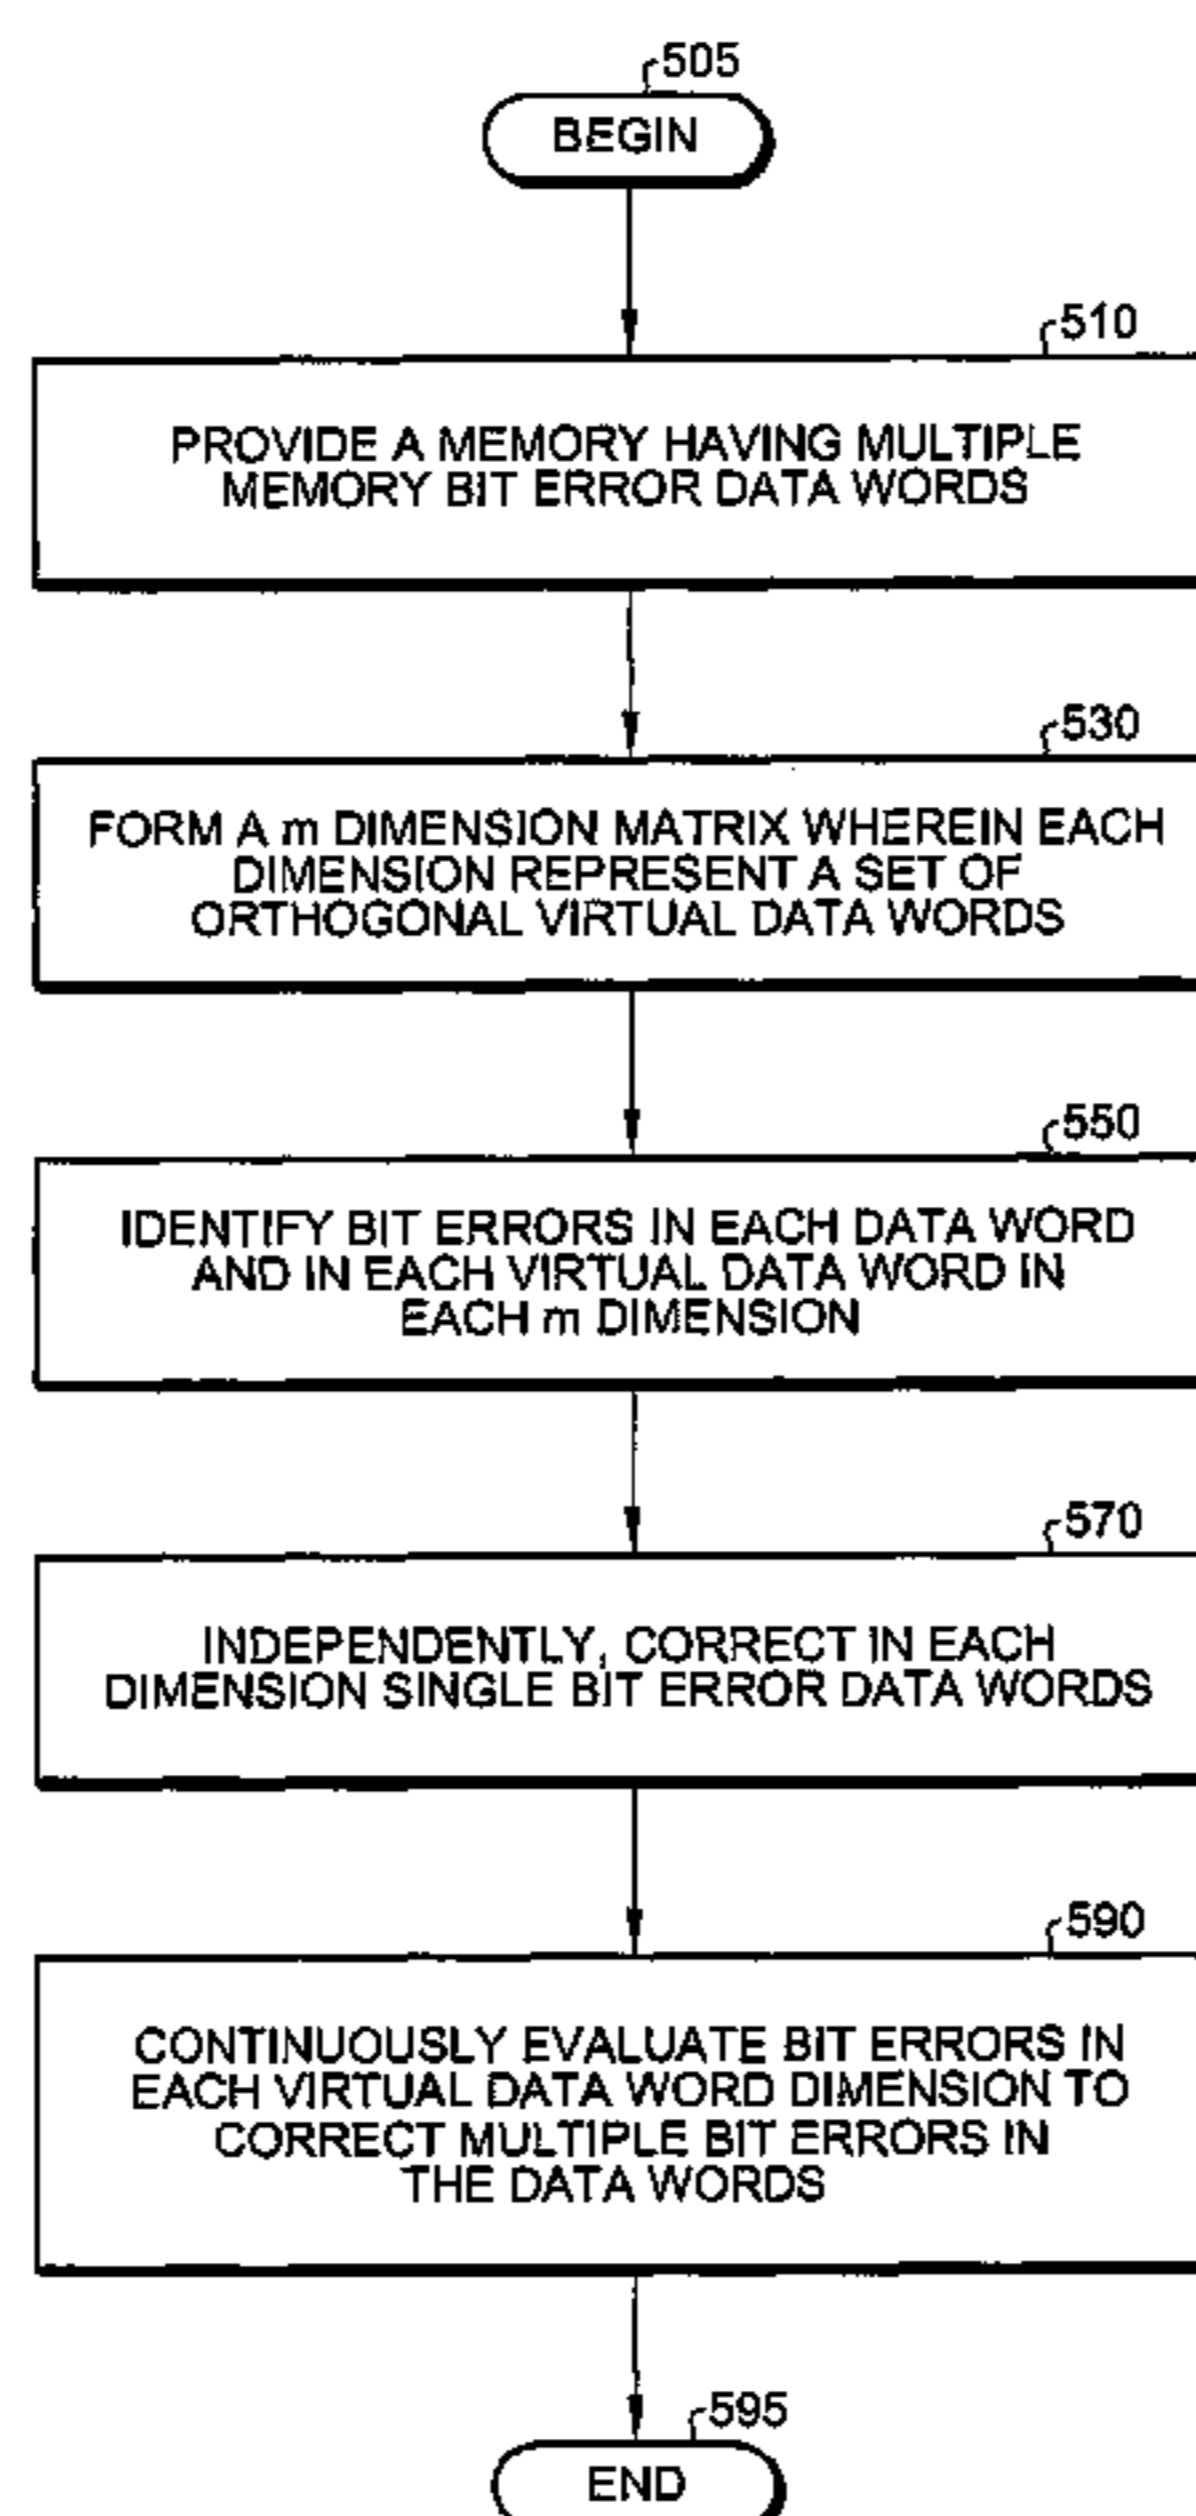 505
BEGIN
510
PROVIDE A MEMORY HAVING MULTIPLE
MEMORY BIT ERROR DATA WORDS
530
FORM A m DIMENSION MATRIX WHEREIN EACH
DIMENSION REPRESENT A SET OF
ORTHOGONAL VIRTUAL DATA WORDS
550
IDENTIFY BIT ERRORS IN EACH DATA WORD
AND IN EACH VIRTUAL DATA WORD IN
EACH m DIMENSION
570
INDEPENDENTLY, CORRECT IN EACH
DIMENSION SINGLE BIT ERROR DATA WORDS
590
CONTINUOUSLY EVALUATE BIT ERRORS IN
EACH VIRTUAL DATA WORD DIMENSION TO
CORRECT MULTIPLE BIT ERRORS IN
THE DATA WORDS
595
END